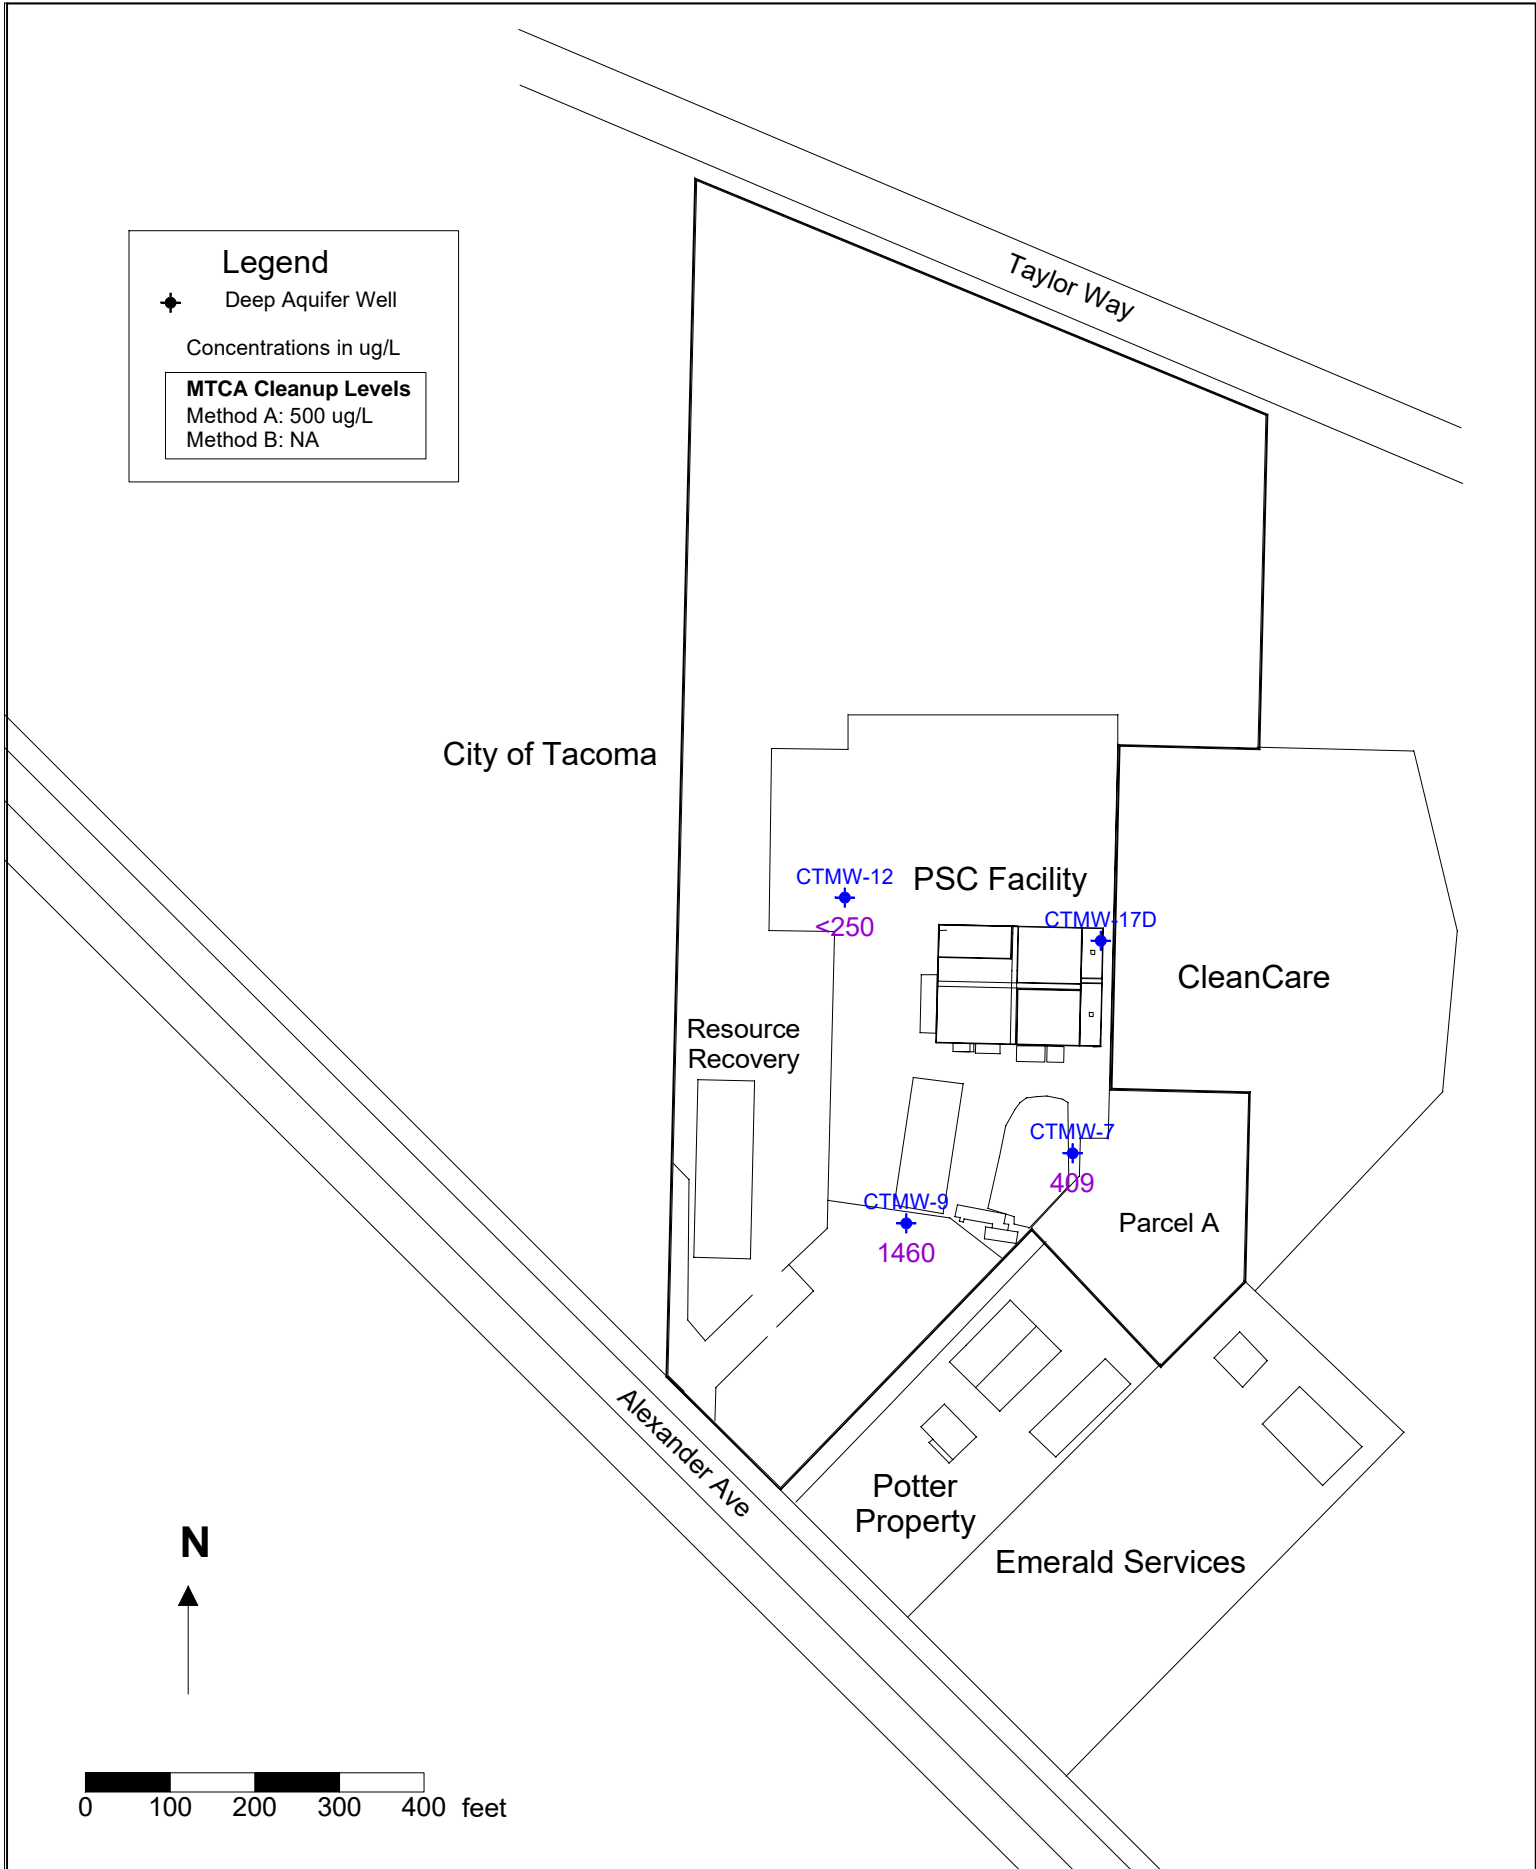 Taylor Way
Legend
Deep Aquifer Well
Concentrations in ug/L
MTCA Cleanup Levels
Method A: 500 ug/L
Method B: NA
City of Tacoma
CTMW-12
<250
PSC Facility
CTMW-17D
CleanCare
Resource
Recovery
CTMW-7
409
CTMW-9
1460
Parcel A
Alexander Ave
Potter
Property
Emerald Services
N
0 100 200 300 400 feet